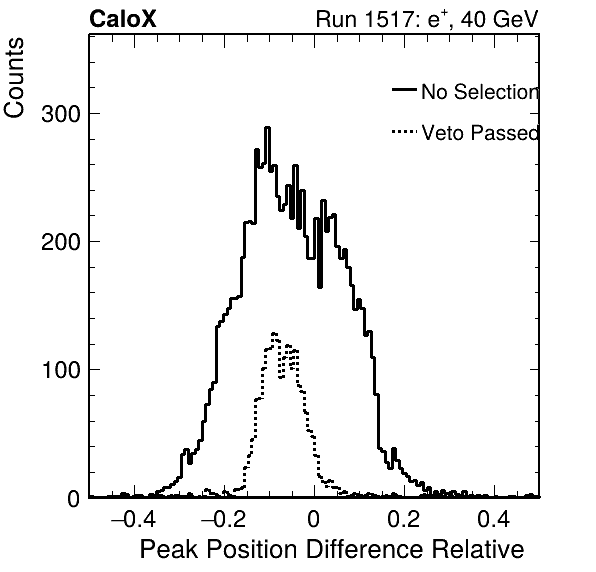 CaloX Run 1517: e⁺, 40 GeV
Counts
No Selection
Veto Passed
300
200
100
0
−0.4 −0.2 0 0.2 0.4
Peak Position Difference Relative